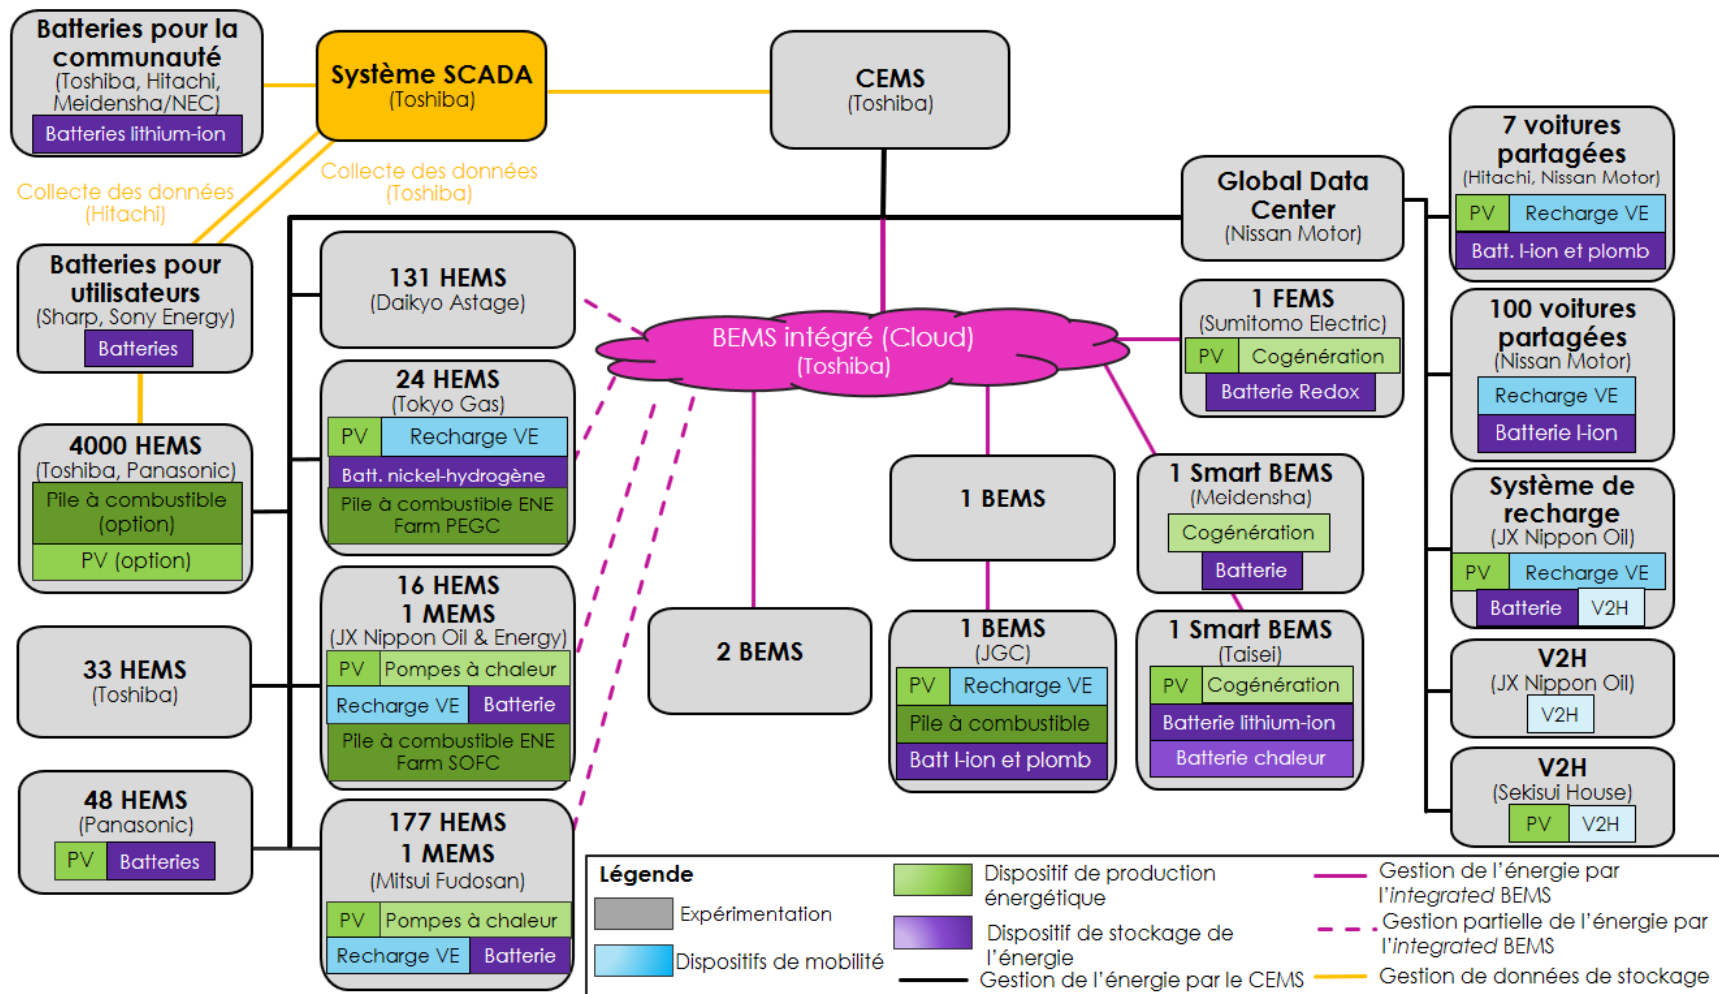 Batteries pour la
communauté
(Toshiba, Hitachi,
Meidensha/NEC)
Batteries lithium-ion
Système SCADA
(Toshiba)
CEMS
(Toshiba)
Collecte des données
(Hitachi)
Collecte des données
(Toshiba)
Global Data
Center
(Nissan Motor)
7 voitures
partagées
(Hitachi, Nissan Motor)
PV
Recharge VE
Batt. l-ion et plomb
Batteries pour
utilisateurs
(Sharp, Sony Energy)
Batteries
131 HEMS
(Daikyo Astage)
BEMS intégré (Cloud)
(Toshiba)
1 FEMS
(Sumitomo Electric)
PV
Cogénération
Batterie Redox
100 voitures
partagées
(Nissan Motor)
Recharge VE
Batterie l-ion
24 HEMS
(Tokyo Gas)
PV
Recharge VE
Batt. nickel-hydrogène
Pile à combustible ENE
Farm PEGC
4000 HEMS
(Toshiba, Panasonic)
Pile à combustible
(option)
PV (option)
1 BEMS
1 Smart BEMS
(Meidensha)
Cogénération
Batterie
Système de
recharge
(JX Nippon Oil)
PV
Recharge VE
Batterie
V2H
16 HEMS
1 MEMS
(JX Nippon Oil & Energy)
PV
Pompes à chaleur
Recharge VE
Batterie
Pile à combustible ENE
Farm SOFC
33 HEMS
(Toshiba)
2 BEMS
1 BEMS
(JGC)
PV
Recharge VE
Pile à combustible
Batt l-ion et plomb
1 Smart BEMS
(Taisei)
PV
Cogénération
Batterie lithium-ion
Batterie chaleur
V2H
(JX Nippon Oil)
V2H
48 HEMS
(Panasonic)
PV
Batteries
177 HEMS
1 MEMS
(Mitsui Fudosan)
PV
Pompes à chaleur
Recharge VE
Batterie
V2H
(Sekisui House)
PV
V2H
Légende
Expérimentation
Dispositifs de mobilité
Dispositif de production
énergétique
Dispositif de stockage de
l'énergie
Gestion de l'énergie par le CEMS
Gestion de l'énergie par
l'integrated BEMS
Gestion partielle de l'énergie par
l'integrated BEMS
Gestion de données de stockage